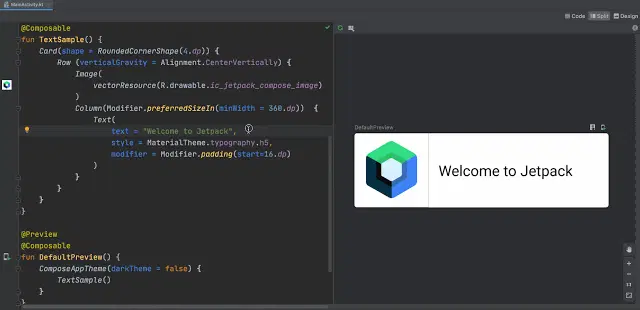 MainActivity.kt
Code
Split
Design
@Composable
fun TextSample() {
Card(shape = RoundedCornerShape(4.dp)) {
Row (verticalGravity = Alignment.CenterVertically) {
Image(
vectorResource(R.drawable.ic_jetpack_compose_image)
)
Column(Modifier.preferredSizeIn(minWidth = 360.dp)) {
Text(
text = "Welcome to Jetpack",
style = MaterialTheme.typography.h5,
modifier = Modifier.padding(start=16.dp)
)
}
}
}
}
@Preview
@Composable
fun DefaultPreview() {
ComposeAppTheme(darkTheme = false) {
TextSample()
}
}
DefaultPreview
Welcome to Jetpack
1:1